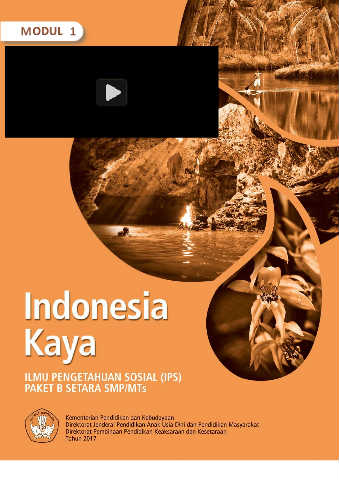 MODUL 1
Indonesia
Kaya
ILMU PENGETAHUAN SOSIAL (IPS)
PAKET B SETARA SMP/MTs
Kementerian Pendidikan dan Kebudayaan
Direktorat Jenderal Pendidikan Anak Usia Dini dan Pendidikan Masyarakat
Direktorat Pembinaan Pendidikan Keaksaraan dan Kesetaraan
Tahun 2017